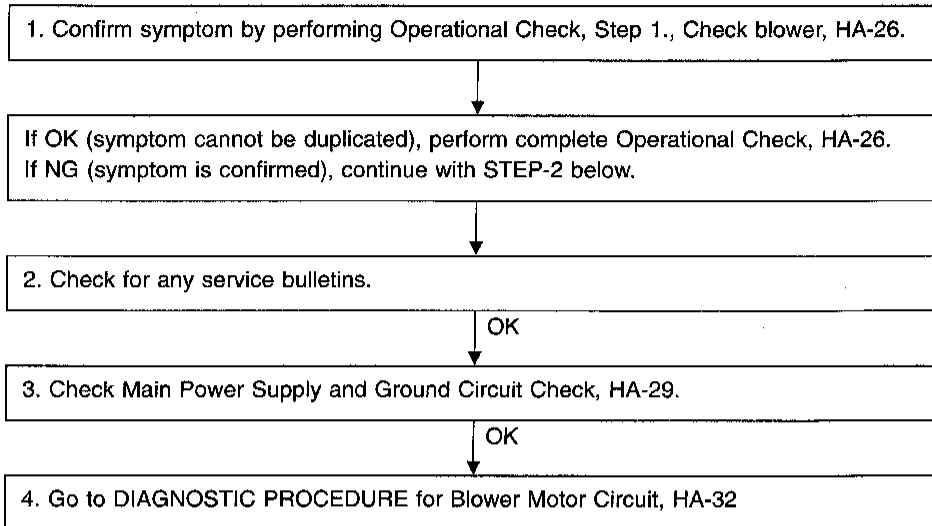 1. Confirm symptom by performing Operational Check, Step 1., Check blower, HA-26.
If OK (symptom cannot be duplicated), perform complete Operational Check, HA-26.
If NG (symptom is confirmed), continue with STEP-2 below.
2. Check for any service bulletins.
OK
3. Check Main Power Supply and Ground Circuit Check, HA-29.
OK
4. Go to DIAGNOSTIC PROCEDURE for Blower Motor Circuit, HA-32